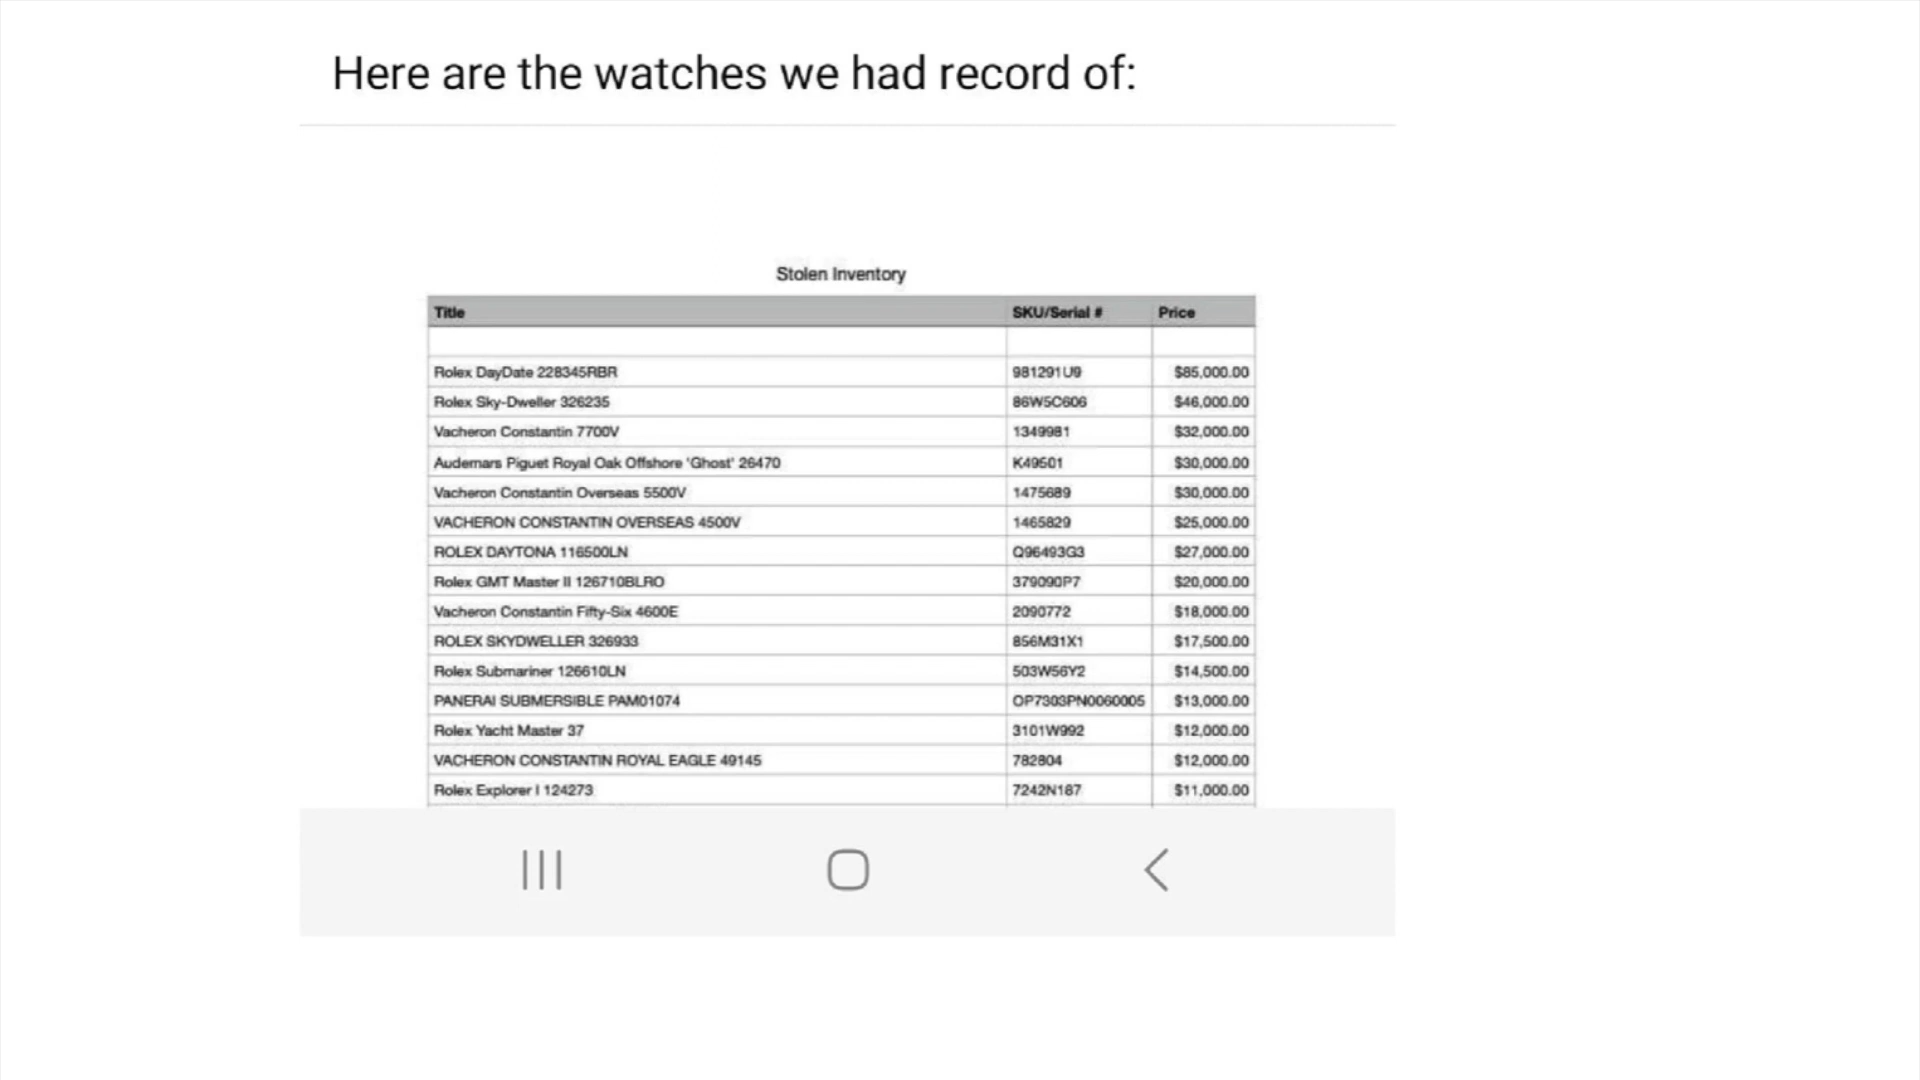 Here are the watches we had record of:
Stolen Inventory
Title SKU/Serial # Price
Rolex DayDate 228345RBR 981291U9 $85,000.00
Rolex Sky-Dweller 326235 86W5C606 $46,000.00
Vacheron Constantin 7700V 1349981 $32,000.00
Audemars Piguet Royal Oak Offshore 'Ghost' 26470 K49501 $30,000.00
Vacheron Constantin Overseas 5500V 1475689 $30,000.00
VACHERON CONSTANTIN OVERSEAS 4500V 1465829 $25,000.00
ROLEX DAYTONA 116500LN Q96493G3 $27,000.00
Rolex GMT Master II 126710BLRO 379090P7 $20,000.00
Vacheron Constantin Fifty-Six 4600E 2090772 $18,000.00
ROLEX SKYDWELLER 326933 856M31X1 $17,500.00
Rolex Submariner 126610LN 503W56Y2 $14,500.00
PANERAI SUBMERSIBLE PAM01074 OP7303PN0060005 $13,000.00
Rolex Yacht Master 37 3101W992 $12,000.00
VACHERON CONSTANTIN ROYAL EAGLE 49145 782804 $12,000.00
Rolex Explorer I 124273 7242N187 $11,000.00